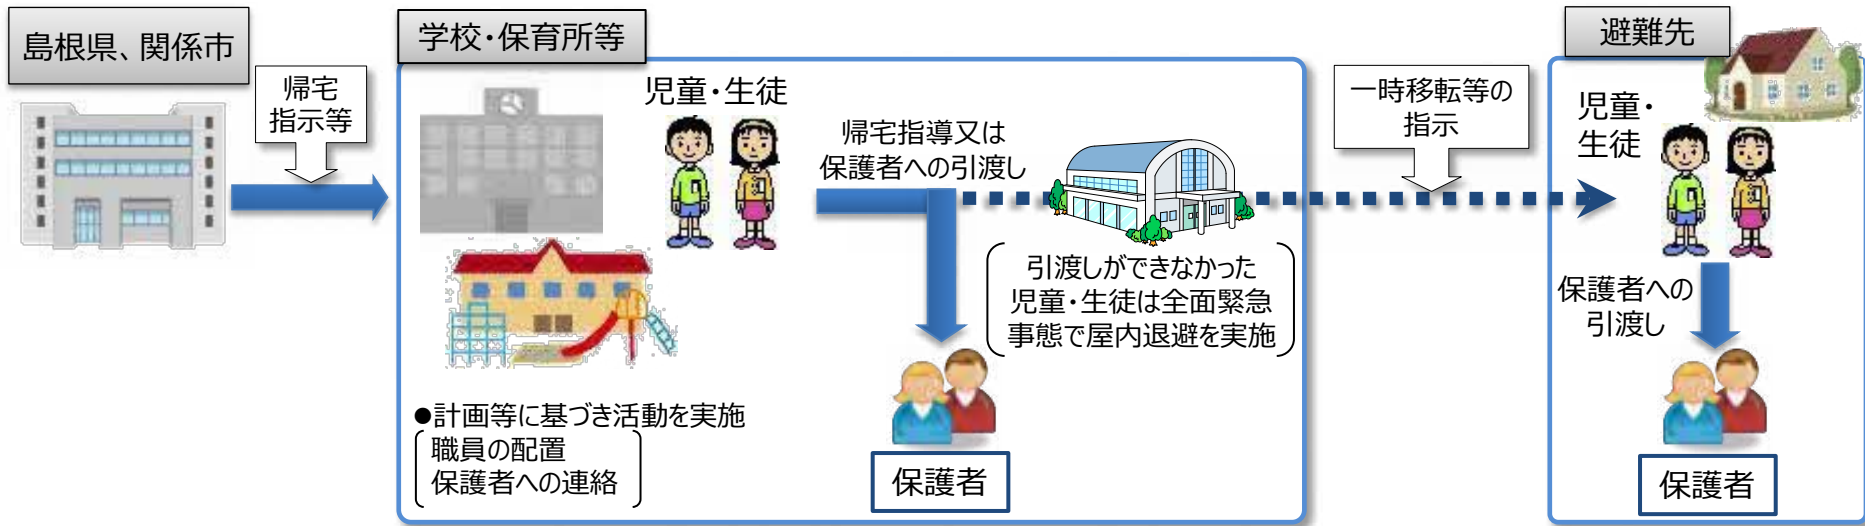 島根県、関係市
帰宅
指示等
学校・保育所等
児童・生徒
帰宅指導又は
保護者への引渡し
引渡しができなかった
児童・生徒は全面緊急
事態で屋内退避を実施
●計画等に基づき活動を実施
職員の配置
保護者への連絡
保護者
一時移転等の
指示
避難先
児童・
生徒
保護者への
引渡し
保護者